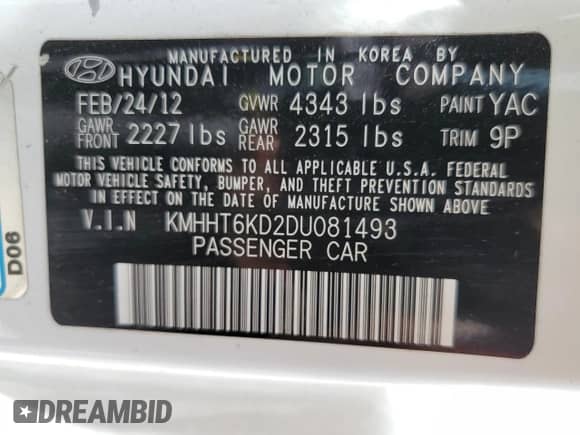 MANUFACTURED IN KOREA BY
HYUNDAI MOTOR COMPANY
FEB/24/12 GVWR 4343 lbs PAINT YAC
GAWR FRONT 2227 lbs GAWR REAR 2315 lbs TRIM 9P
THIS VEHICLE CONFORMS TO ALL APPLICABLE U.S.A. FEDERAL
MOTOR VEHICLE SAFETY, BUMPER, AND THEFT PREVENTION STANDARDS
IN EFFECT ON THE DATE OF MANUFACTURE SHOWN ABOVE.
V.I.N KMHHT6KD2DU081493
PASSENGER CAR
D06
DREAMBID